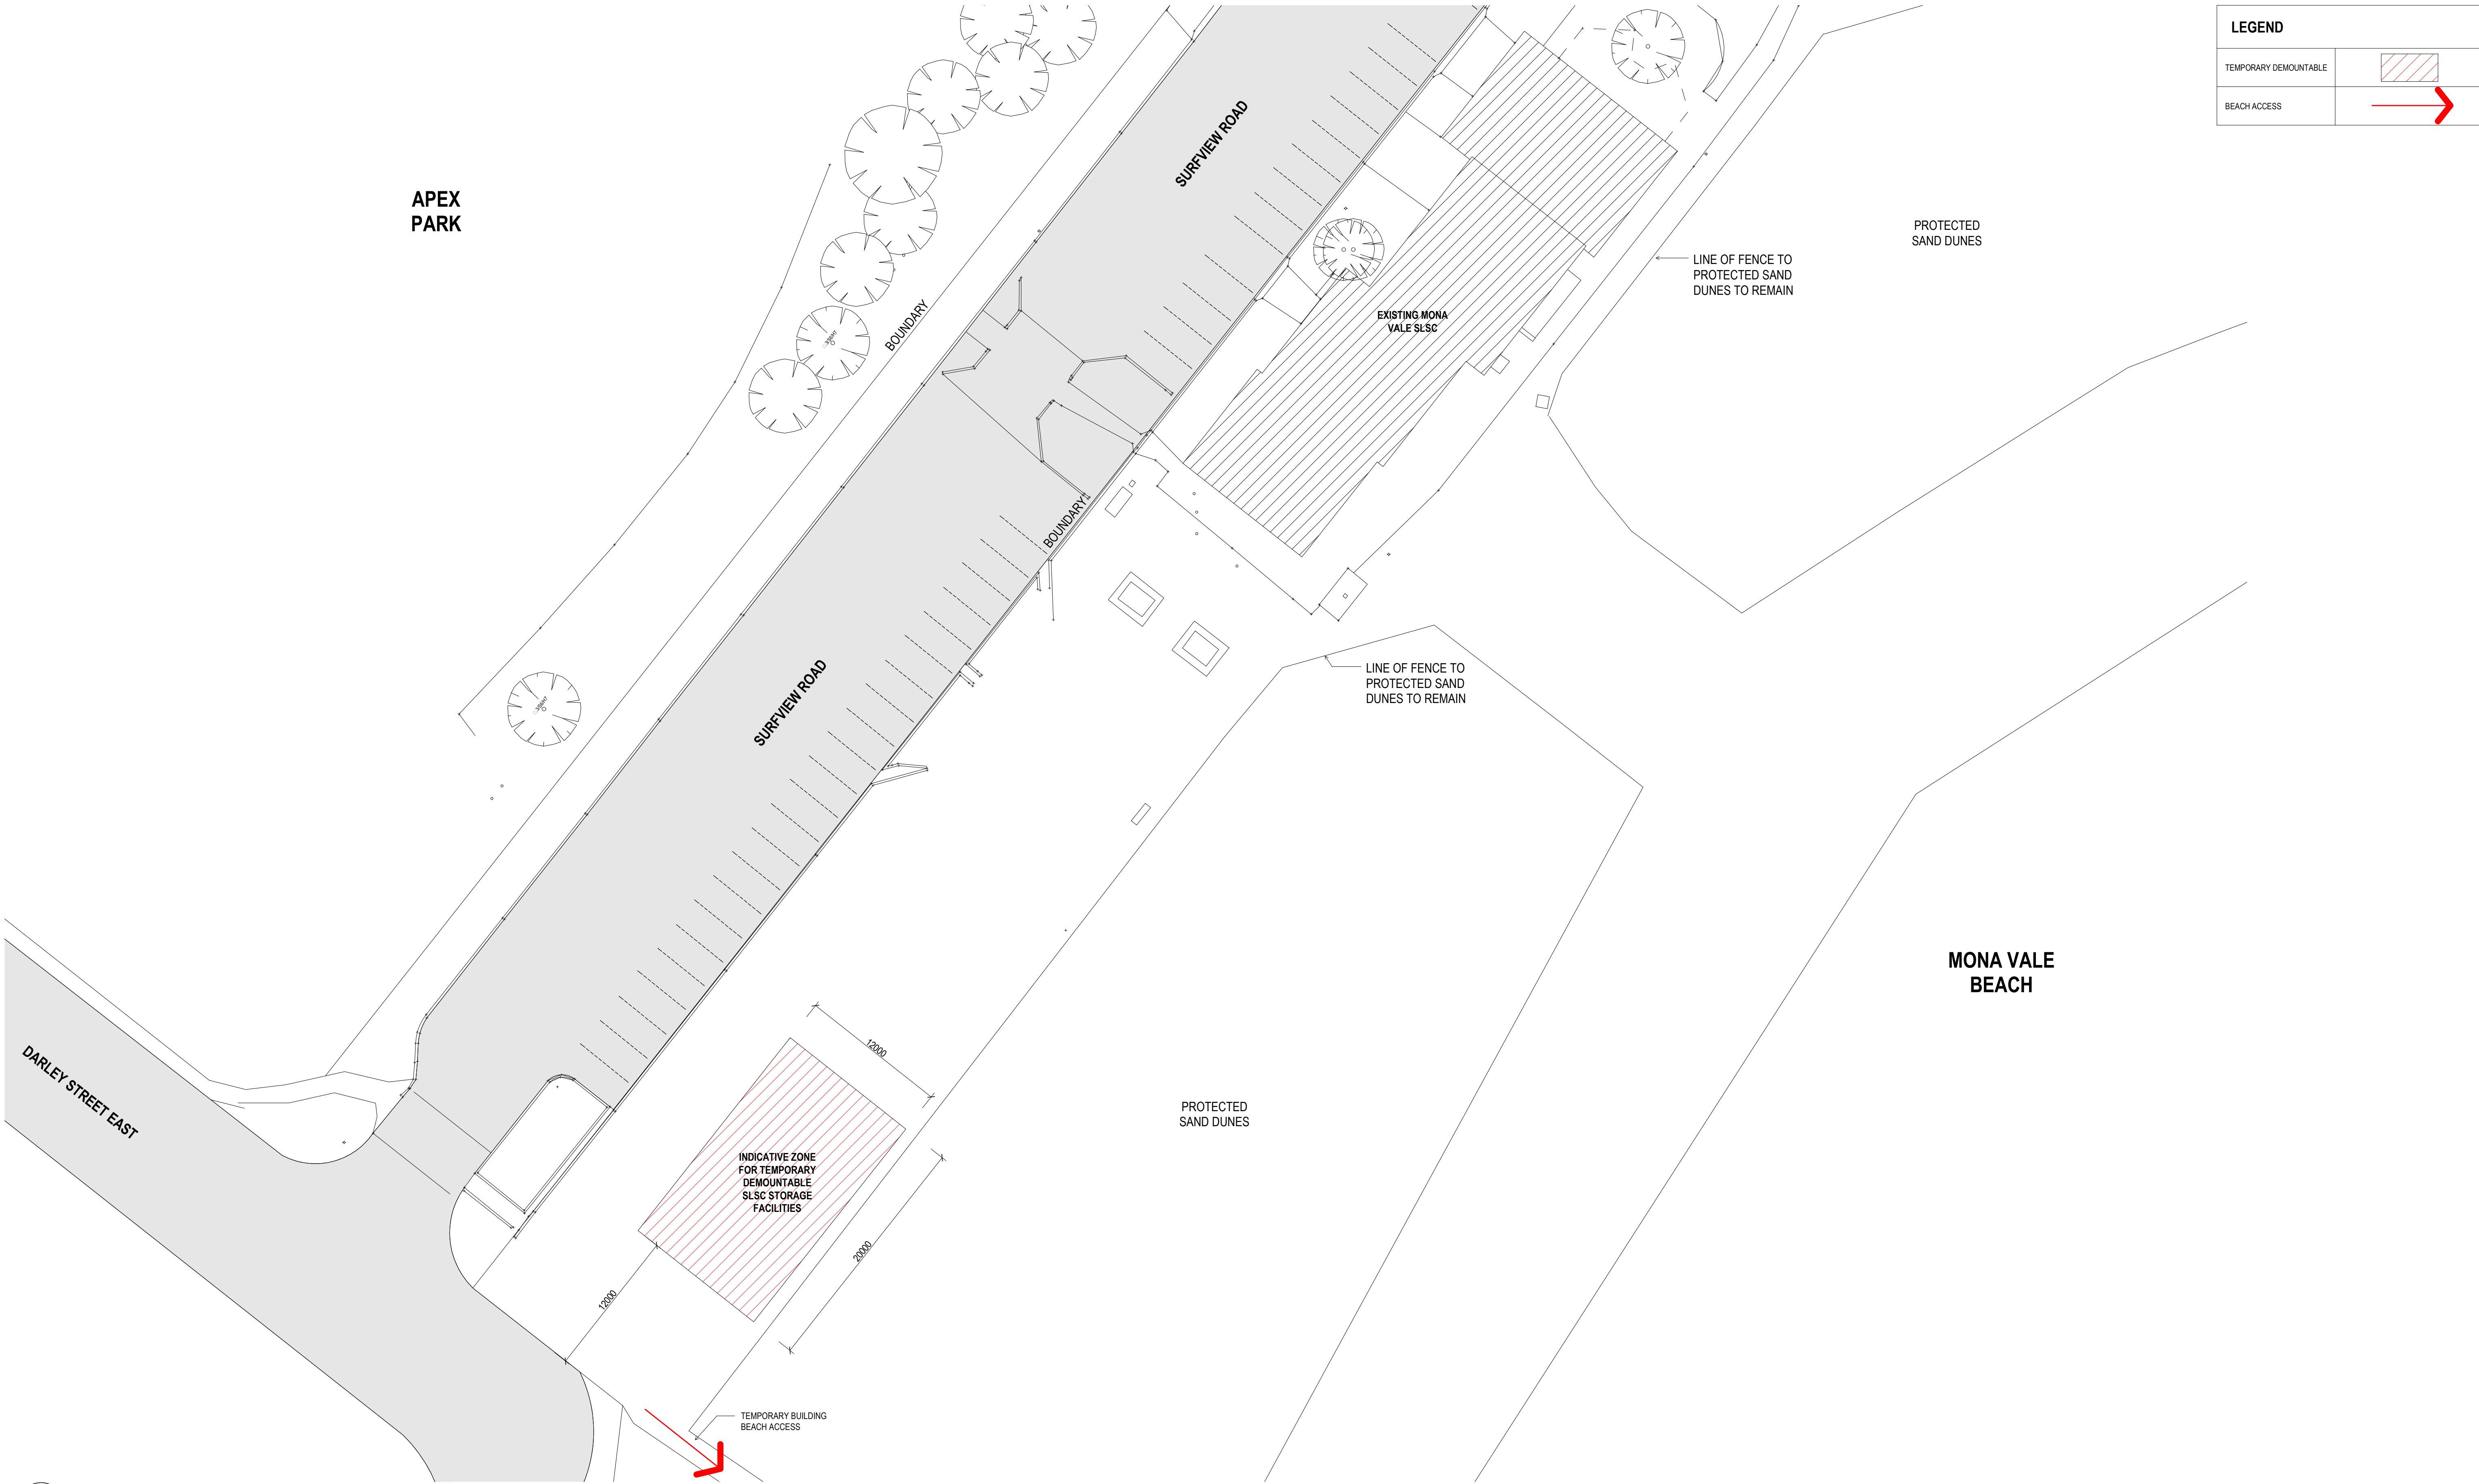 LEGEND
TEMPORARY DEMOUNTABLE
BEACH ACCESS
SURFVIEW ROAD
APEX
PARK
PROTECTED
SAND DUNES
LINE OF FENCE TO
PROTECTED SAND
DUNES TO REMAIN
BOUNDARY
EXISTING MONA
VALE SLSC
BOUNDARY
LINE OF FENCE TO
PROTECTED SAND
DUNES TO REMAIN
SURFVIEW ROAD
MONA VALE
BEACH
DARLEY STREET EAST
12000
PROTECTED
SAND DUNES
INDICATIVE ZONE
FOR TEMPORARY
DEMOUNTABLE
SLSC STORAGE
FACILITIES
20000
12000
TEMPORARY BUILDING
BEACH ACCESS